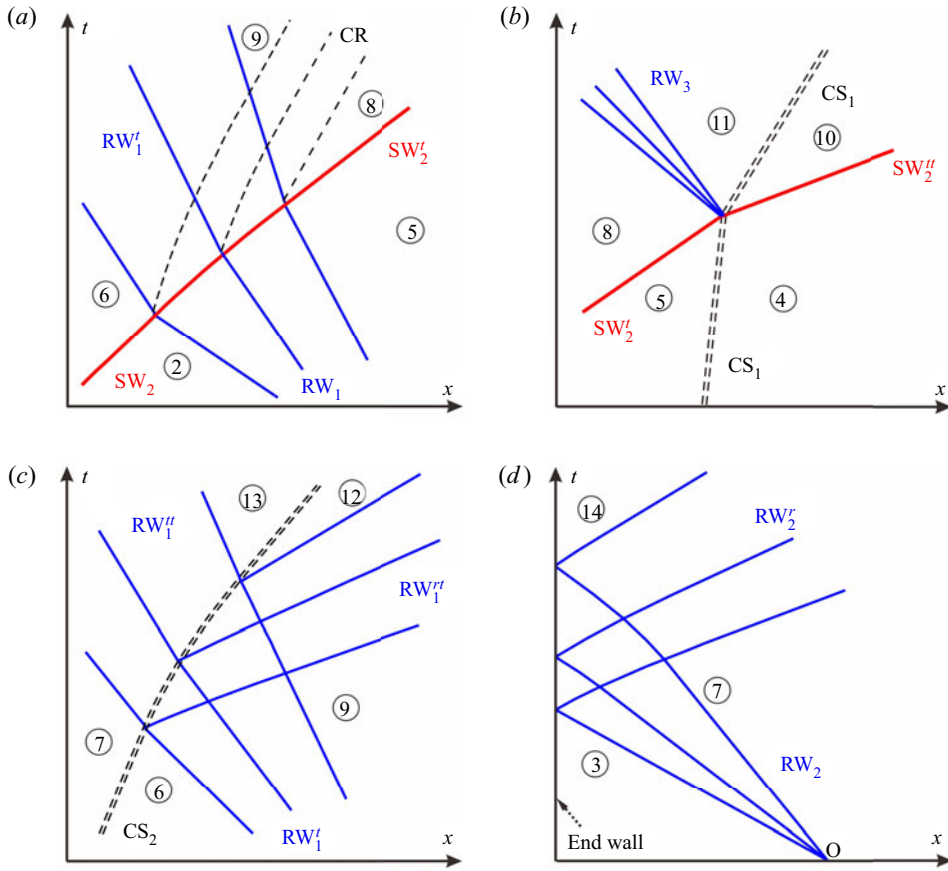 (a)
t
9
CR
8
RW₁ᵗ
SW₂ᵗ
5
6
2
SW₂
RW₁
x
(b)
t
RW₃
CS₁
11
10
SW₂ᵗᵗ
8
5
4
SW₂ᵗ
CS₁
x
(c)
t
13
12
RW₁ᵗᵗ
RW₁ʳᵗ
9
7
6
CS₂
RW₁ᵗ
x
(d)
t
14
RW₂ʳ
7
3
RW₂
End wall
O
x